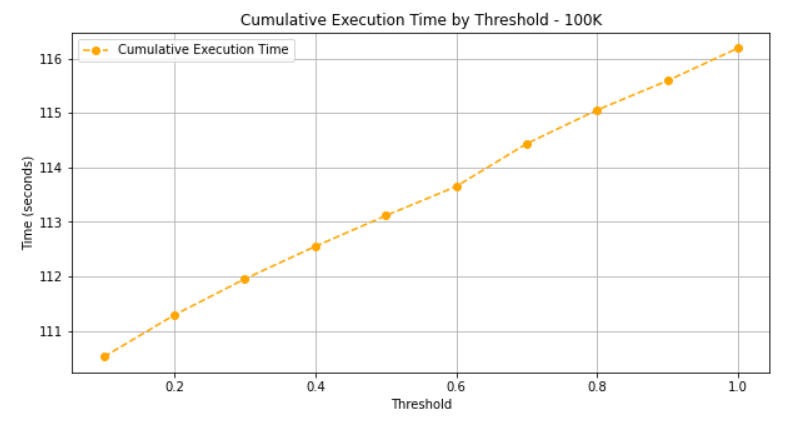 Cumulative Execution Time by Threshold - 100K
Cumulative Execution Time
116
115
114
113
112
111
Time (seconds)
0.2 0.4 0.6 0.8 1.0
Threshold